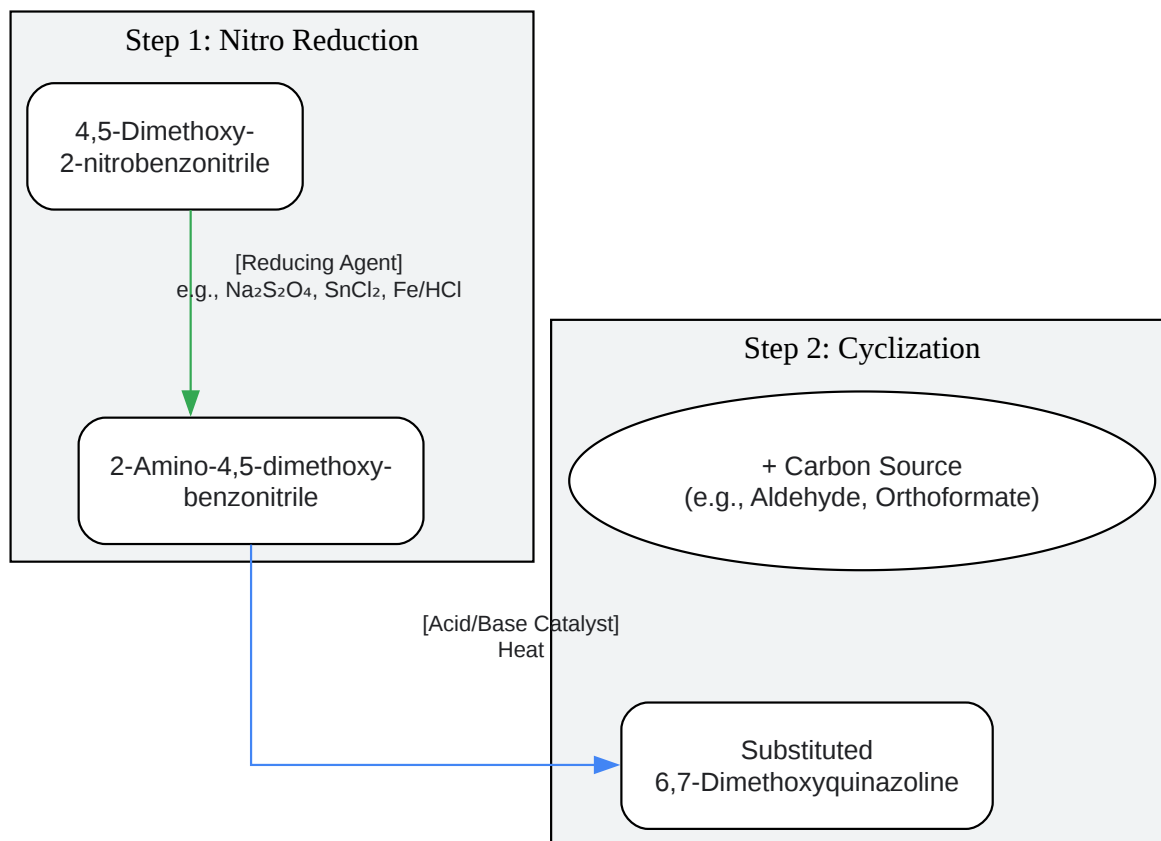 Step 1: Nitro Reduction
4,5-Dimethoxy-
2-nitrobenzonitrile
[Reducing Agent]
e.g., Na₂S₂O₄, SnCl₂, Fe/HCl
2-Amino-4,5-dimethoxy-
benzonitrile
Step 2: Cyclization
+ Carbon Source
(e.g., Aldehyde, Orthoformate)
[Acid/Base Catalyst]
Heat
Substituted
6,7-Dimethoxyquinazoline